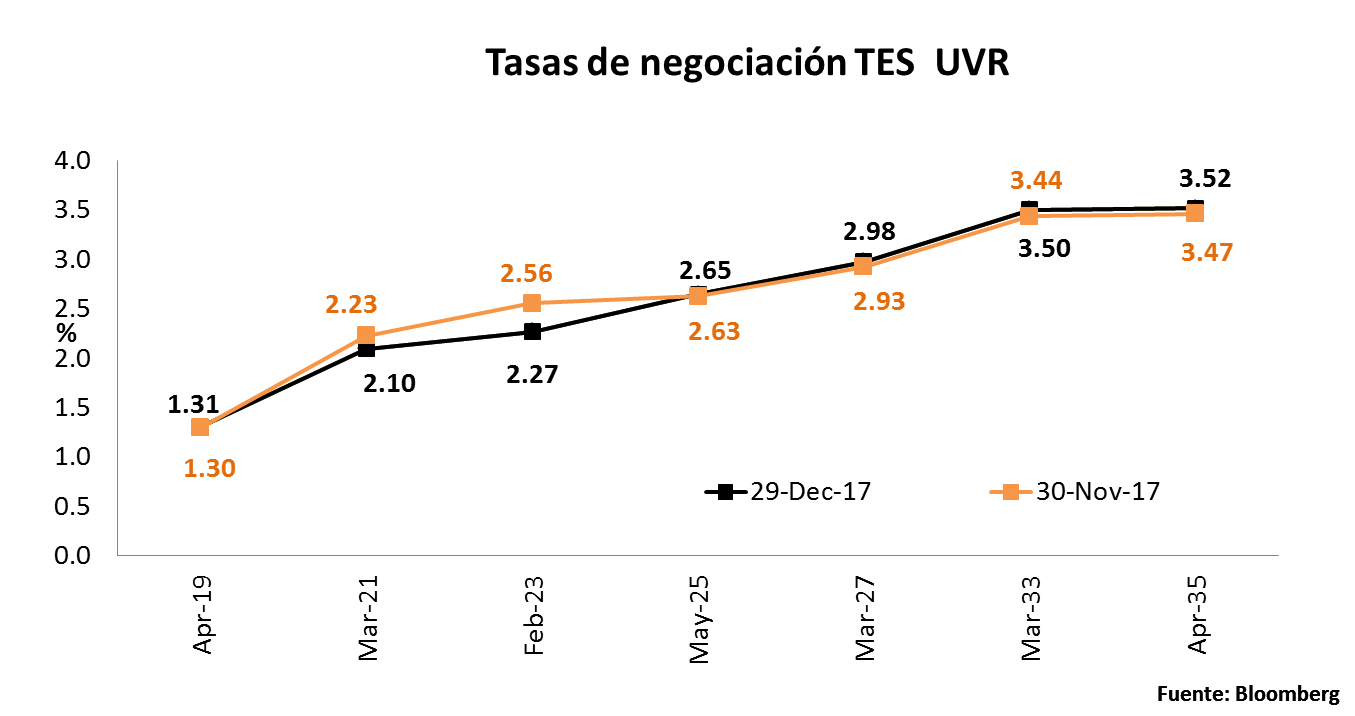 Tasas de negociación TES  UVR
4.0
3.5
3.0
2.5
%
2.0
1.5
1.0
0.5
0.0
1.31
1.30
2.23
2.10
2.56
2.27
2.65
2.63
2.98
2.93
3.44
3.50
3.52
3.47
29-Dec-17
30-Nov-17
Apr-19
Mar-21
Feb-23
May-25
Mar-27
Mar-33
Apr-35
Fuente: Bloomberg